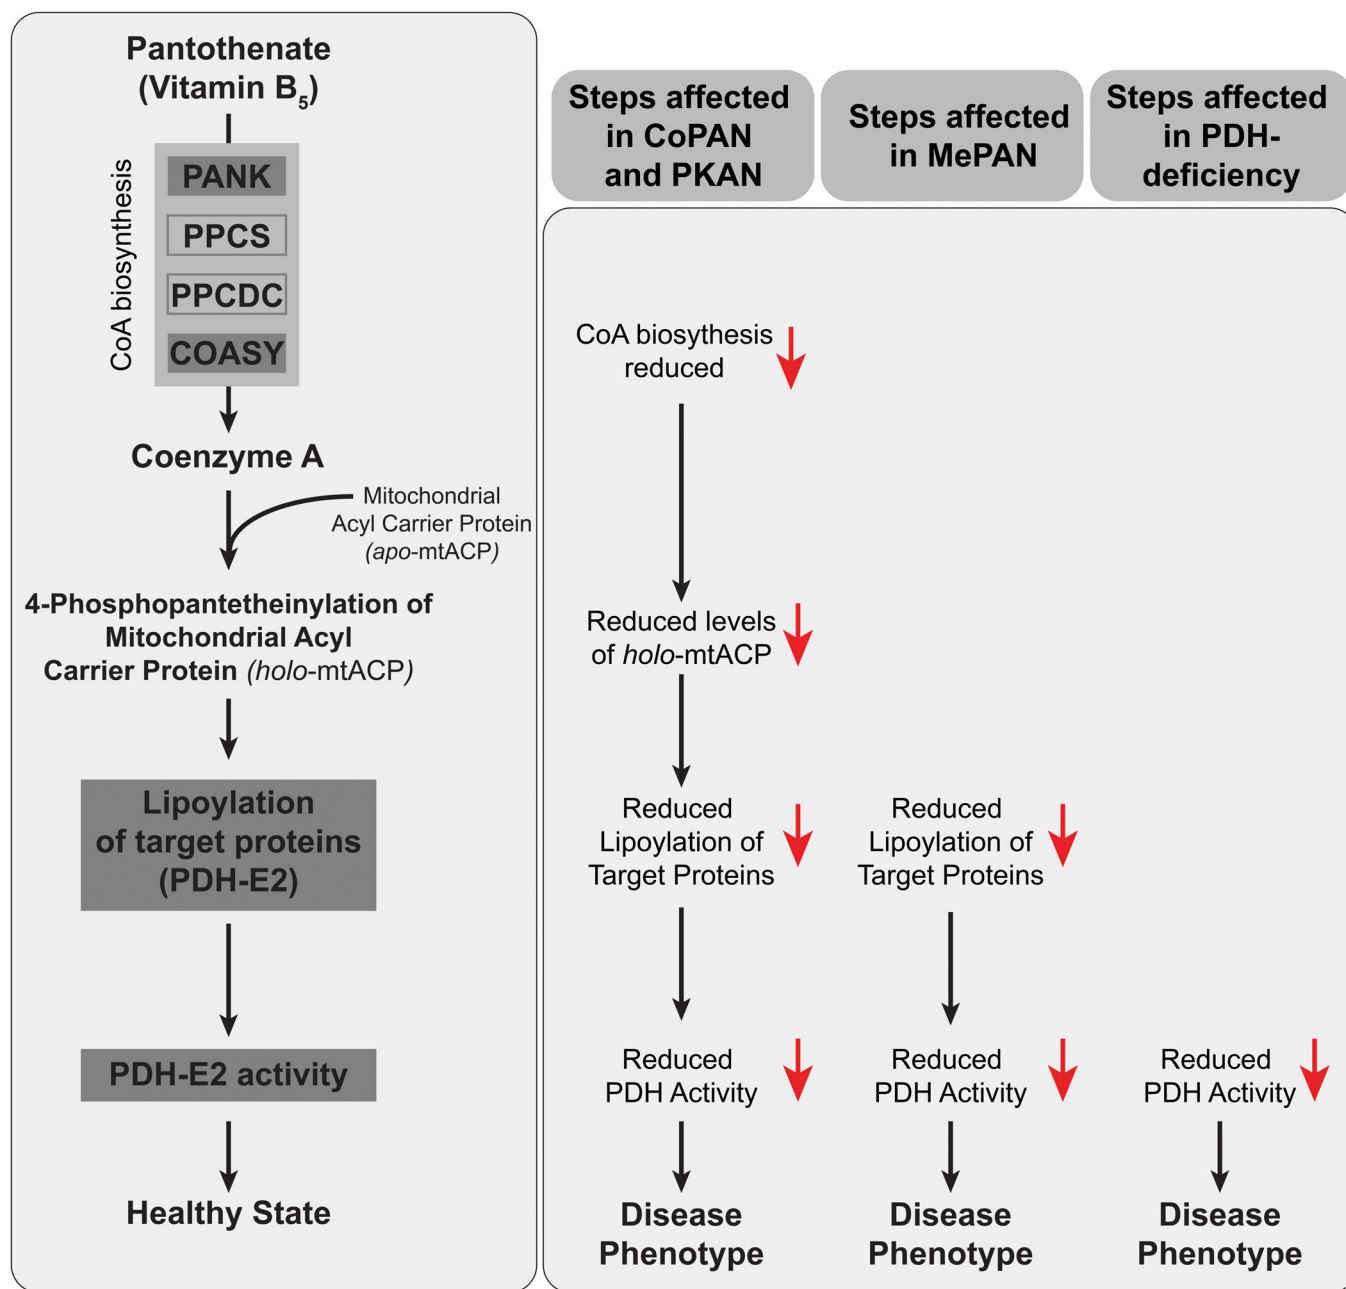 Pantothenate
(Vitamin B5)
CoA biosynthesis
PANK
PPCS
PPCDC
COASY
Coenzyme A
Mitochondrial
Acyl Carrier Protein
(apo-mtACP)
4-Phosphopantetheinylation of
Mitochondrial Acyl
Carrier Protein (holo-mtACP)
Lipoylation
of target proteins
(PDH-E2)
PDH-E2 activity
Healthy State
Steps affected
in CoPAN
and PKAN
CoA biosythesis
reduced
Reduced levels
of holo-mtACP
Reduced
Lipoylation of
Target Proteins
Reduced
PDH Activity
Disease
Phenotype
Steps affected
in MePAN
Reduced
Lipoylation of
Target Proteins
Reduced
PDH Activity
Disease
Phenotype
Steps affected
in PDH-
deficiency
Reduced
PDH Activity
Disease
Phenotype